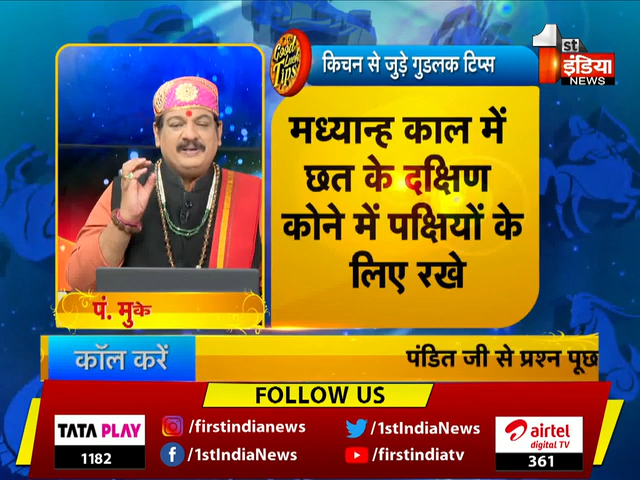 Good Luck Tips
किचन से जुड़े गुडलक टिप्स
1st
इंडिया
NEWS
मध्यान्ह काल में
छत के दक्षिण
कोने में पक्षियों के
लिए रखे
पं. मुके
कॉल करें
पंडित जी से प्रश्न पूछ
FOLLOW US
TATA PLAY
1182
/firstindianews
/1stIndiaNews
/1stIndiaNews
/firstindiatv
airtel
digital TV
361